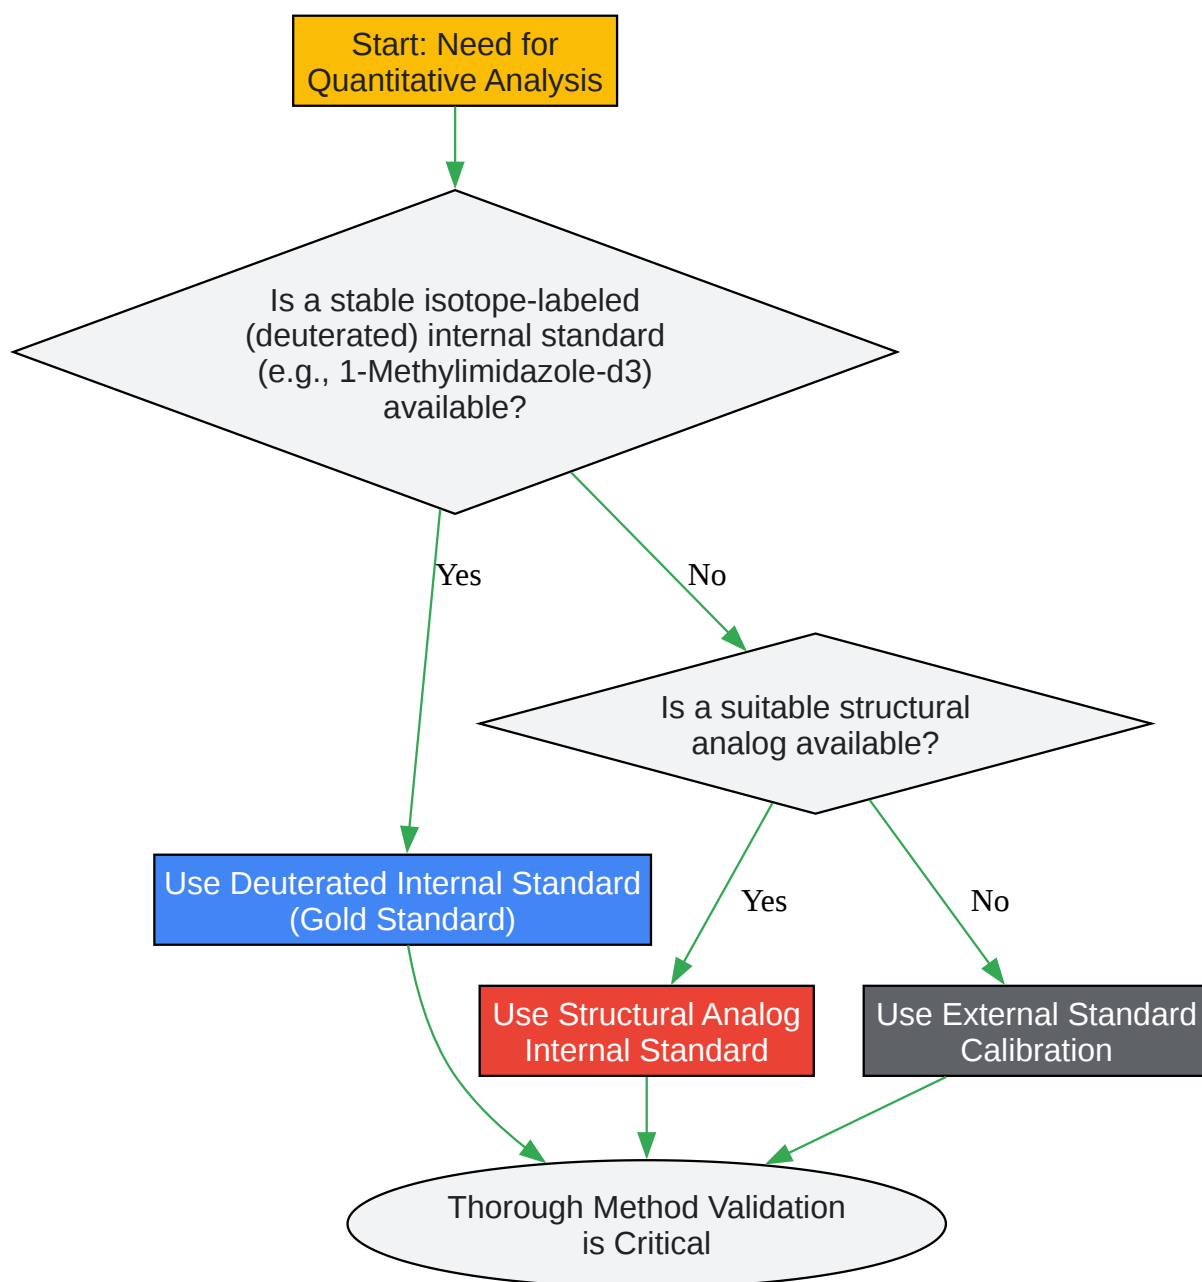 Start: Need for
Quantitative Analysis
Is a stable isotope-labeled
(deuterated) internal standard
(e.g., 1-Methylimidazole-d3)
available?
Yes
No
Is a suitable structural
analog available?
Use Deuterated Internal Standard
(Gold Standard)
Yes
No
Use Structural Analog
Internal Standard
Use External Standard
Calibration
Thorough Method Validation
is Critical